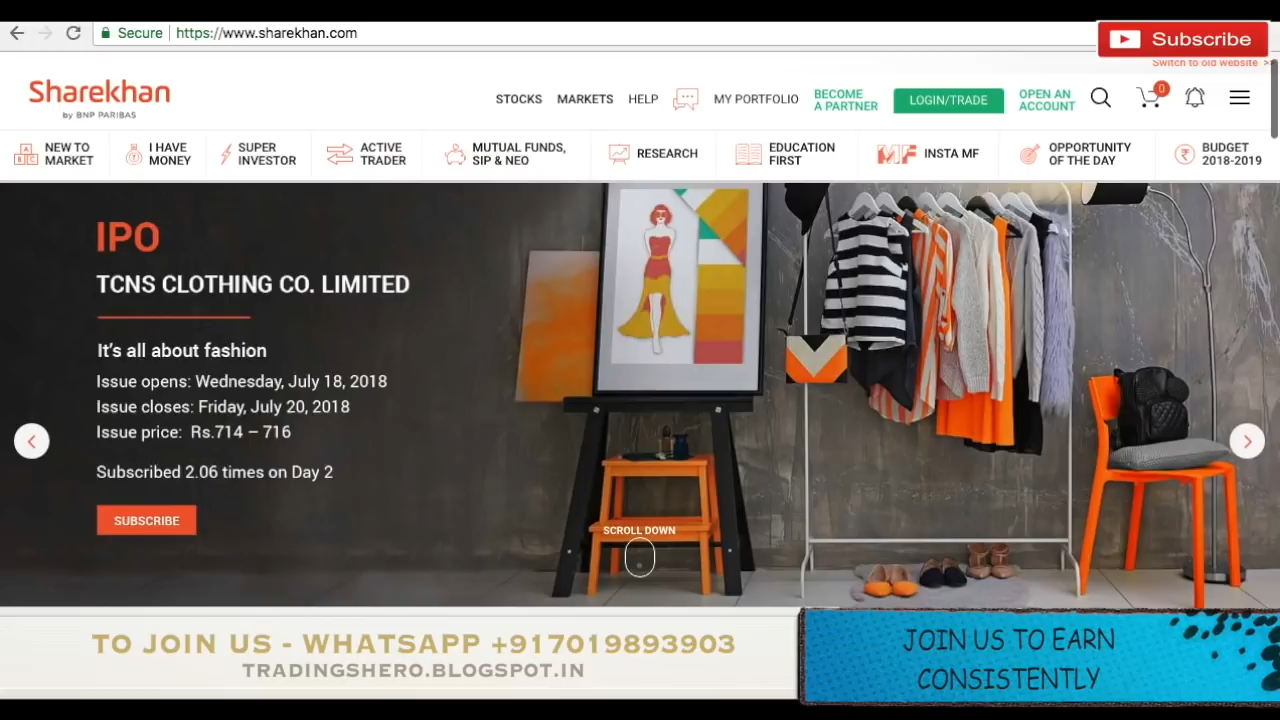 Secure
https://www.sharekhan.com
Subscribe
Switch to old website >>
Sharekhan
by BNP PARIBAS
STOCKS
MARKETS
HELP
MY PORTFOLIO
BECOME
A PARTNER
LOGIN/TRADE
OPEN AN
ACCOUNT
0
A
B C
NEW TO
MARKET
I HAVE
MONEY
SUPER
INVESTOR
ACTIVE
TRADER
MUTUAL FUNDS,
SIP & NEO
RESEARCH
EDUCATION
FIRST
MF
INSTA MF
OPPORTUNITY
OF THE DAY
₹
BUDGET
2018-2019
IPO
TCNS CLOTHING CO. LIMITED
It's all about fashion
Issue opens: Wednesday, July 18, 2018
Issue closes: Friday, July 20, 2018
Issue price: Rs.714 – 716
Subscribed 2.06 times on Day 2
SUBSCRIBE
SCROLL DOWN
TO JOIN US - WHATSAPP +917019893903
TRADINGSHERO.BLOGSPOT.IN
JOIN US TO EARN
CONSISTENTLY